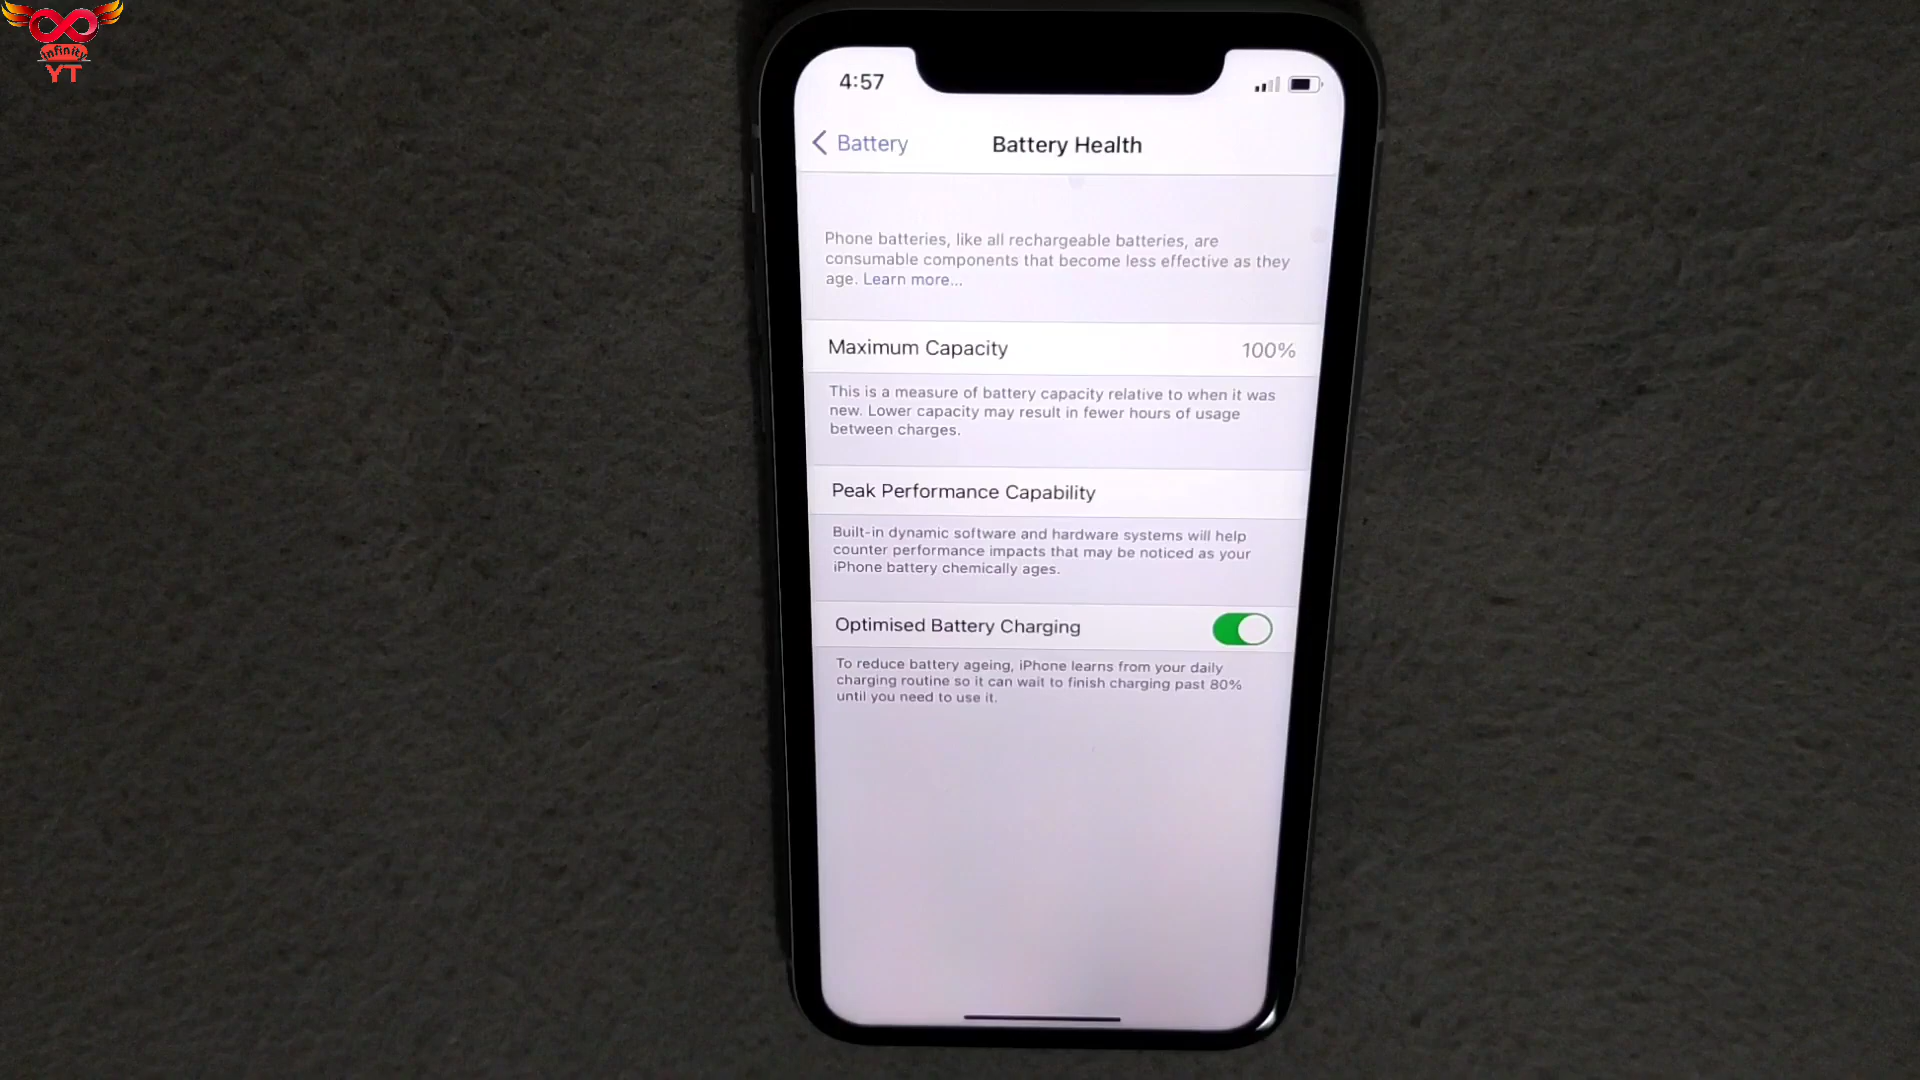 Infinity
YT
4:57
Battery
Battery Health
Phone batteries, like all rechargeable batteries, are
consumable components that become less effective as they
age. Learn more...
Maximum Capacity 100%
This is a measure of battery capacity relative to when it was
new. Lower capacity may result in fewer hours of usage
between charges.
Peak Performance Capability
Built-in dynamic software and hardware systems will help
counter performance impacts that may be noticed as your
iPhone battery chemically ages.
Optimised Battery Charging
To reduce battery ageing, iPhone learns from your daily
charging routine so it can wait to finish charging past 80%
until you need to use it.